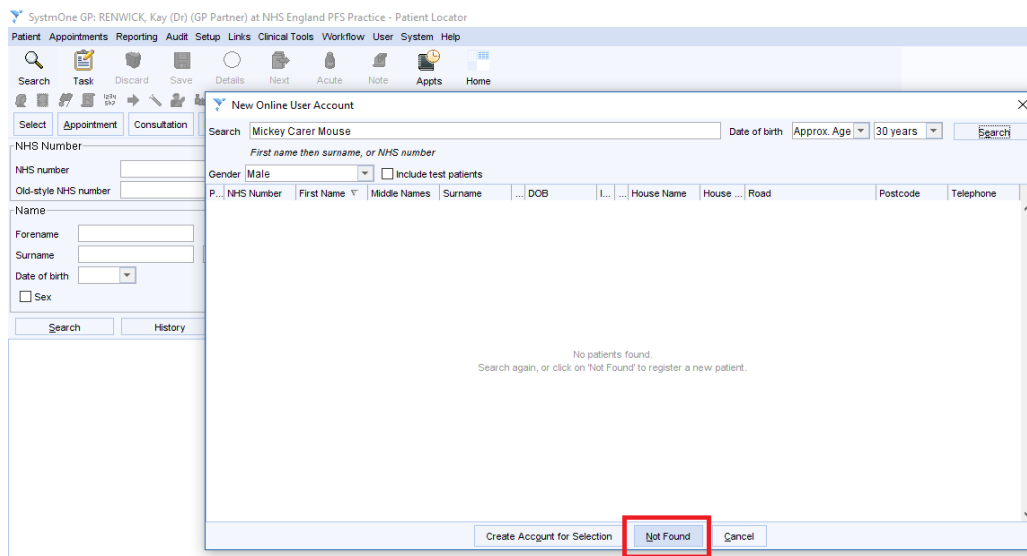 SystmOne GP: RENWICK, Kay (Dr) (GP Partner) at NHS England PFS Practice - Patient Locator
Patient Appointments Reporting Audit Setup Links Clinical Tools Workflow User System Help
Search Task Discard Save Details Next Acute Note Appts Home
Select Appointment Consultation
NHS Number
NHS number
Old-style NHS number
Name
Forename
Surname
Date of birth
Sex
Search History
New Online User Account
Search Mickey Carer Mouse Date of birth Approx. Age 30 years Search
First name then surname, or NHS number
Gender Male Include test patients
P... NHS Number First Name Middle Names Surname ... DOB I... ... House Name House ... Road Postcode Telephone
No patients found.
Search again, or click on 'Not Found' to register a new patient.
Create Account for Selection Not Found Cancel